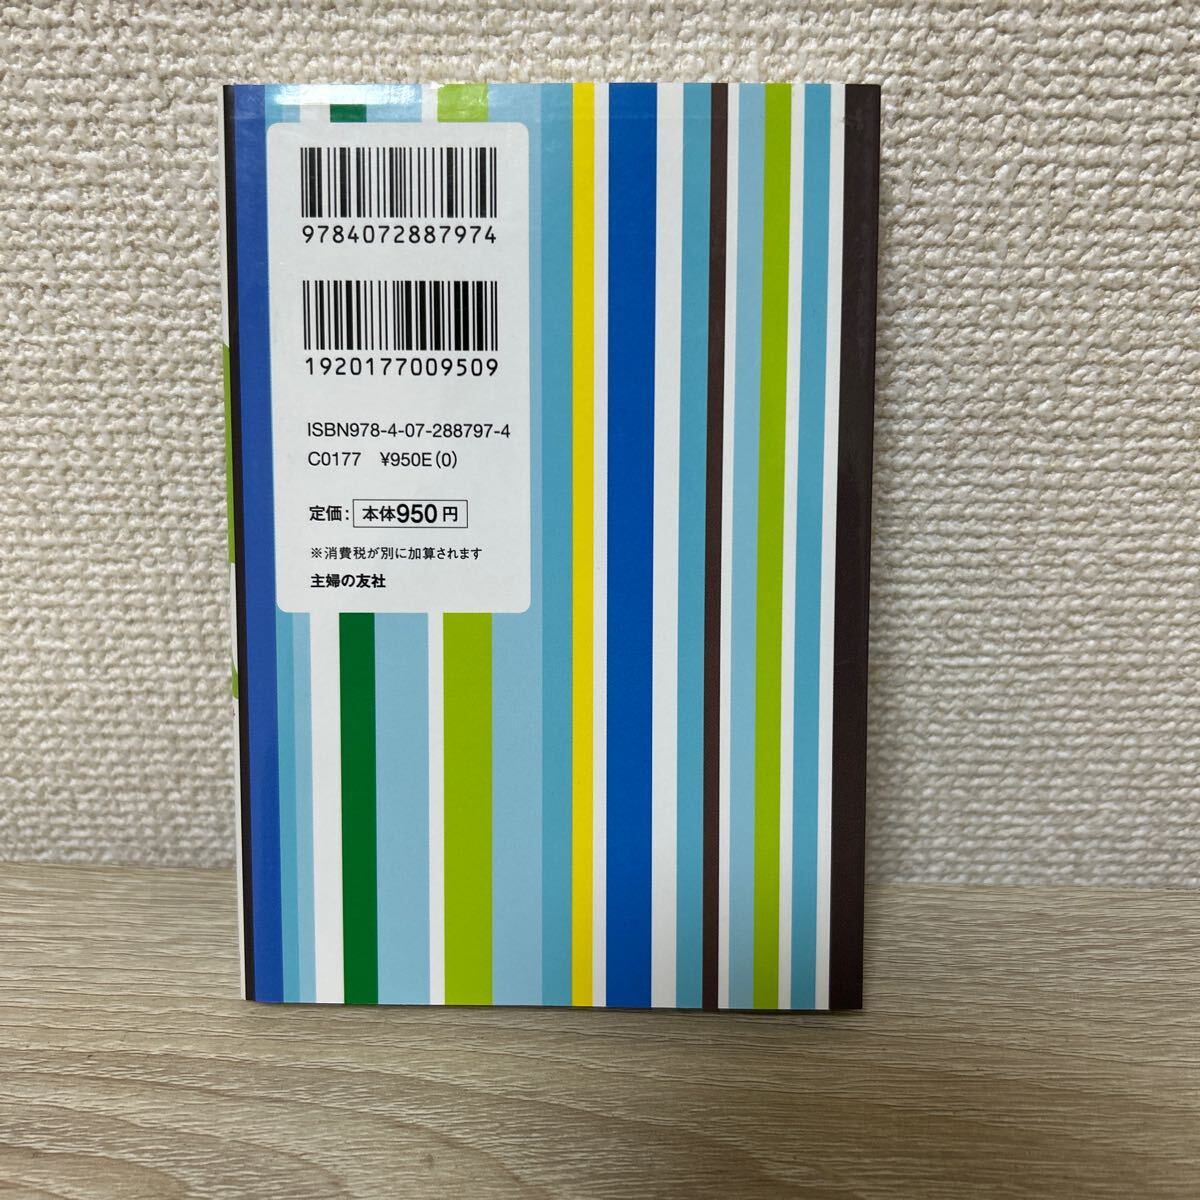 9784072887974
1920177009509
ISBN978-4-07-288797-4
C0177 ¥950E(0)
定価: 本体950円
※消費税が別に加算されます
主婦の友社